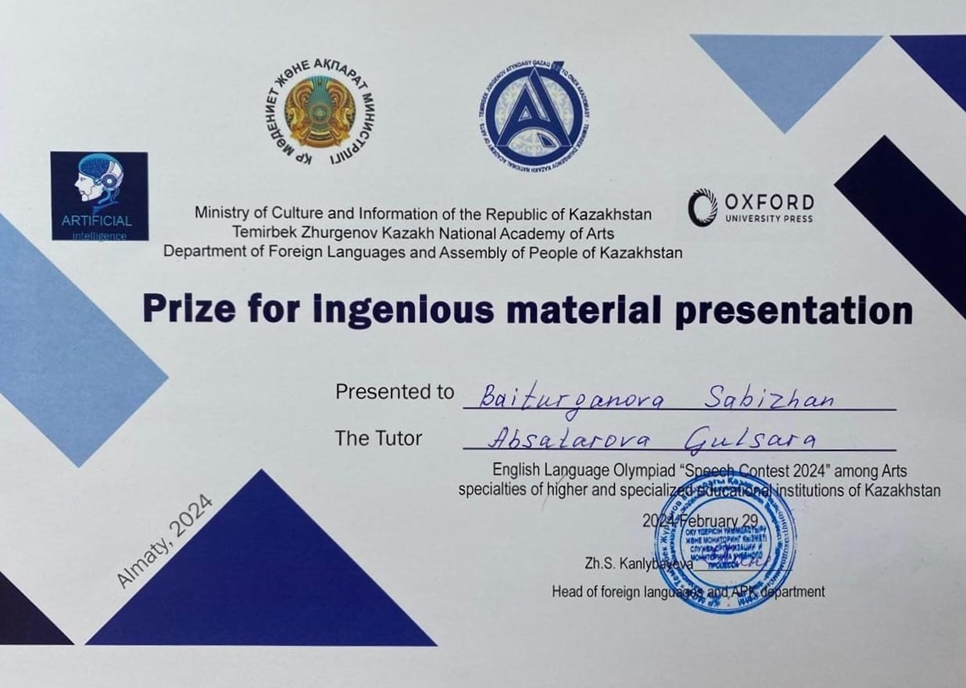 ҚР МӘДЕНИЕТ ЖӘНЕ АҚПАРАТ МИНИСТРЛІГІ
ARTIFICIAL
intelligence
OXFORD
UNIVERSITY PRESS
Ministry of Culture and Information of the Republic of Kazakhstan
Temirbek Zhurgenov Kazakh National Academy of Arts
Department of Foreign Languages and Assembly of People of Kazakhstan
Prize for ingenious material presentation
Presented to Baiturganova Sabizhan
The Tutor Absatarova Gulsara
English Language Olympiad “Speech Contest 2024” among Arts
specialties of higher and specialized educational institutions of Kazakhstan
2024 February 29
Zh.S. Kanlybayeva
Head of foreign languages and APK department
Almaty, 2024